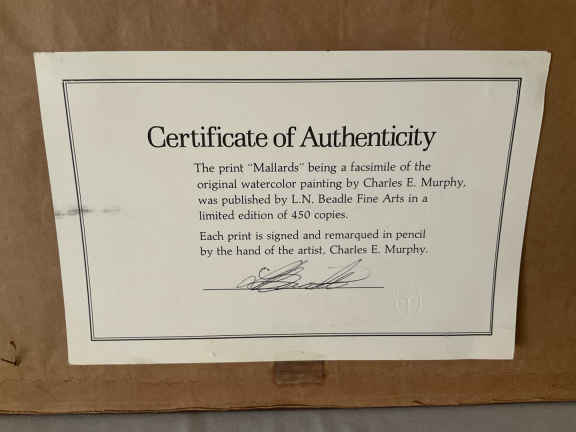 Certificate of Authenticity
The print "Mallards" being a facsimile of the
original watercolor painting by Charles E. Murphy,
was published by L.N. Beadle Fine Arts in a
limited edition of 450 copies.
Each print is signed and remarqued in pencil
by the hand of the artist, Charles E. Murphy.